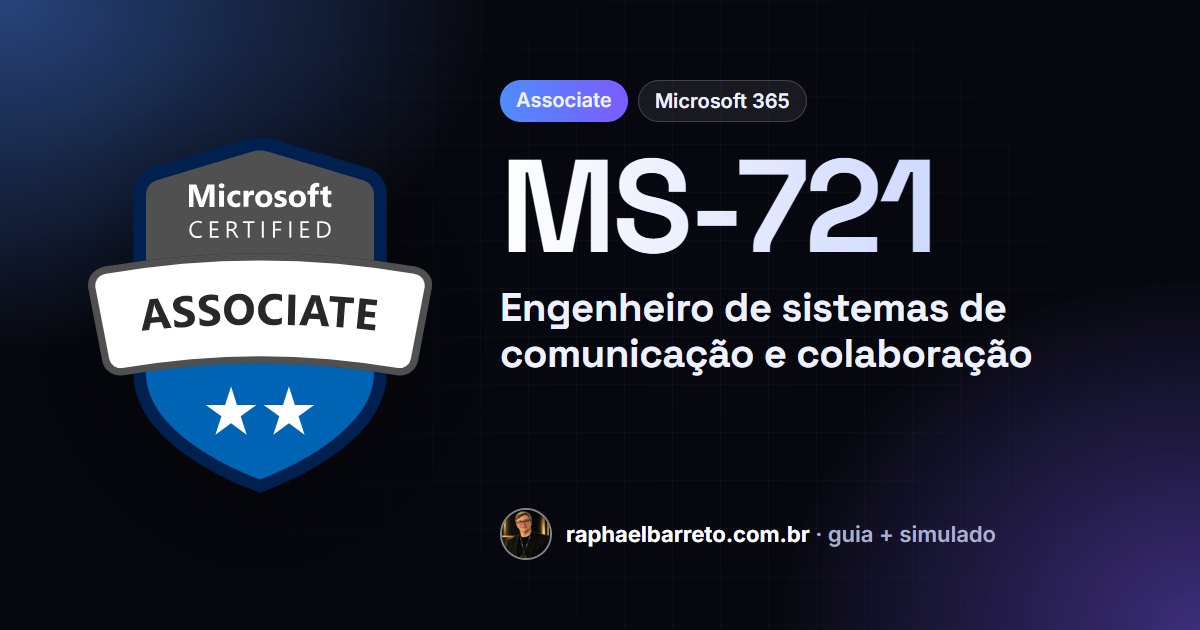 Microsoft
CERTIFIED
ASSOCIATE
Associate
Microsoft 365
MS-721
Engenheiro de sistemas de
comunicação e colaboração
raphaelbarreto.com.br · guia + simulado